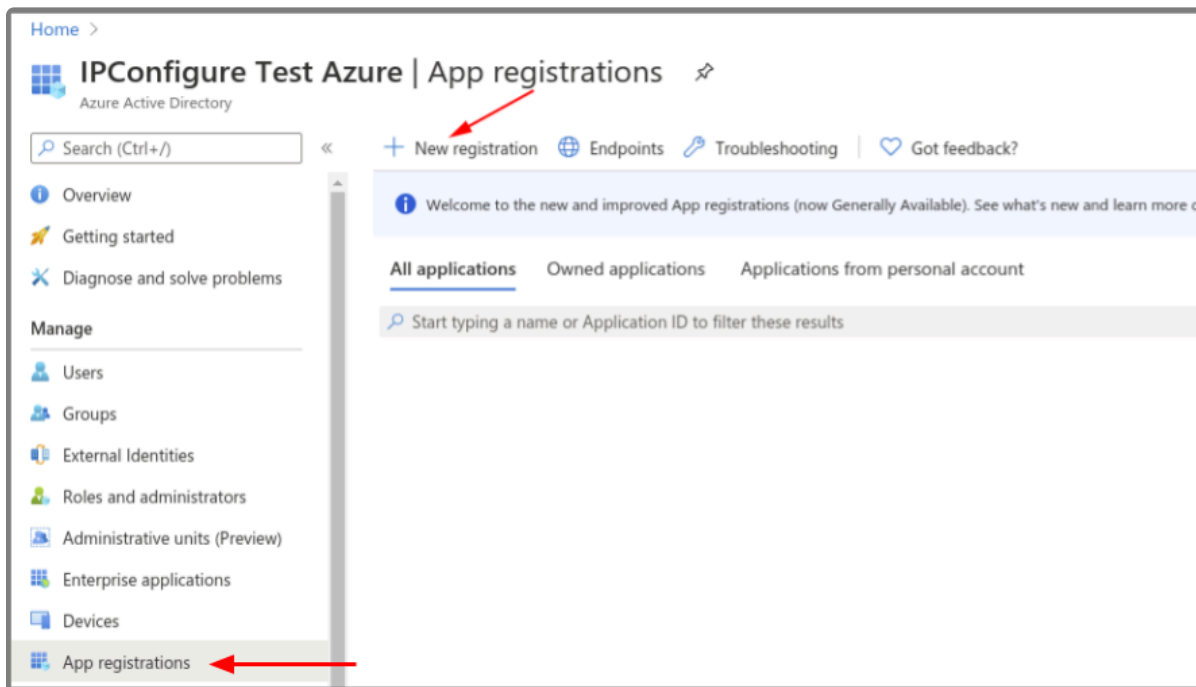 Home >
IPConfigure Test Azure | App registrations
Azure Active Directory
Search (Ctrl+/)
«
New registration Endpoints Troubleshooting Got feedback?
Overview
Getting started
Diagnose and solve problems
Manage
Users
Groups
External Identities
Roles and administrators
Administrative units (Preview)
Enterprise applications
Devices
App registrations
Welcome to the new and improved App registrations (now Generally Available). See what's new and learn more
All applications Owned applications Applications from personal account
Start typing a name or Application ID to filter these results